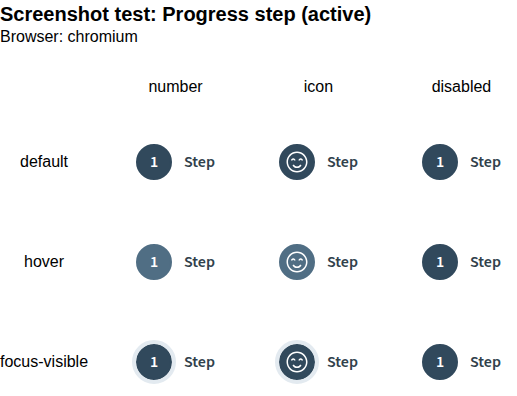 Screenshot test: Progress step (active)
Browser: chromium
number icon disabled
default 1 Step Step 1 Step
hover 1 Step Step 1 Step
focus-visible 1 Step Step 1 Step